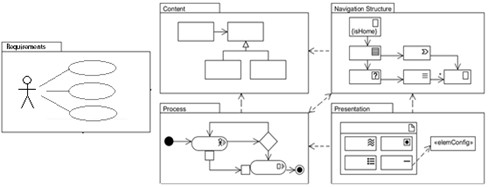 Requirements
Content
Navigation Structure
{isHome}
?
Process
Presentation
«elemConfig»